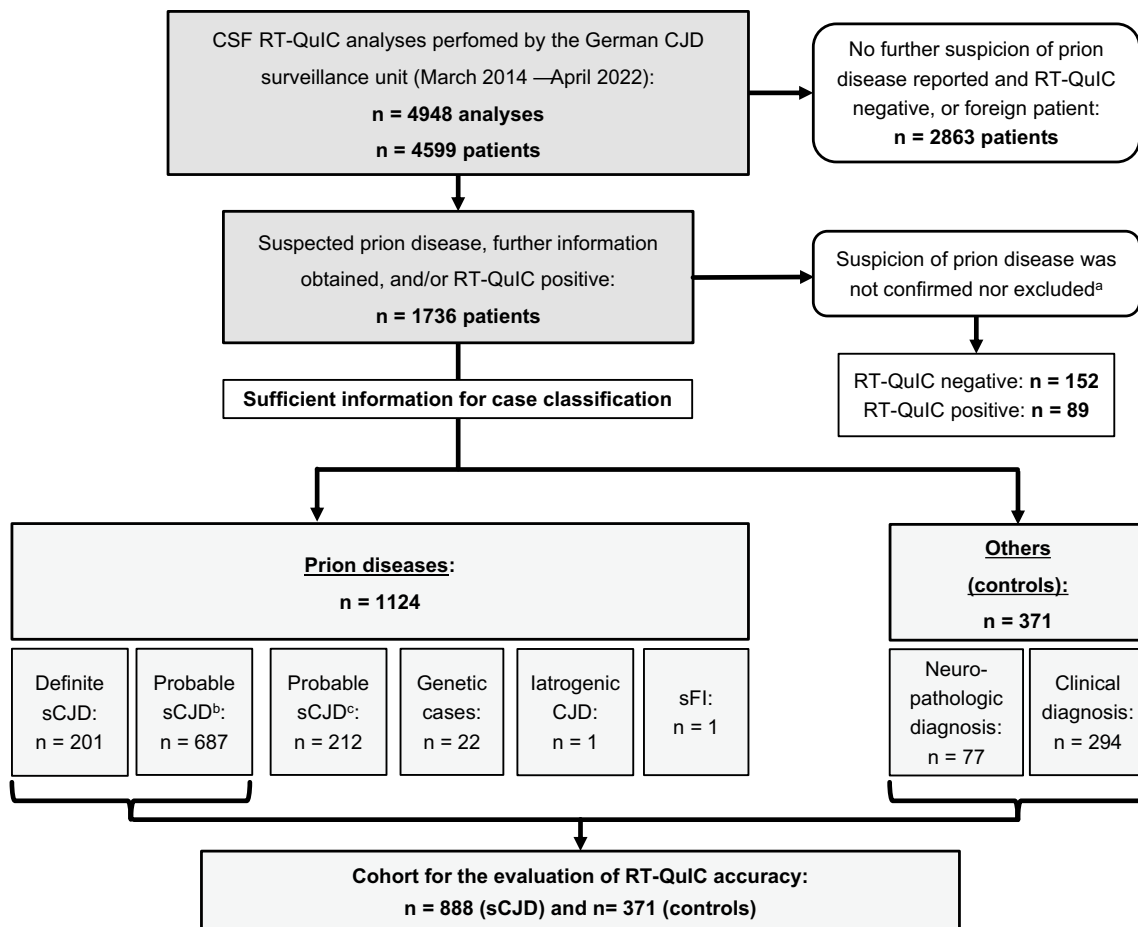 CSF RT-QuIC analyses perfomed by the German CJD
surveillance unit (March 2014 —April 2022):
n = 4948 analyses
n = 4599 patients
No further suspicion of prion
disease reported and RT-QuIC
negative, or foreign patient:
n = 2863 patients
Suspected prion disease, further information
obtained, and/or RT-QuIC positive:
n = 1736 patients
Suspicion of prion disease was
not confirmed nor excludedᵃ
RT-QuIC negative: n = 152
RT-QuIC positive: n = 89
Sufficient information for case classification
Prion diseases:
n = 1124
Others
(controls):
n = 371
Definite
sCJD:
n = 201
Probable
sCJDᵇ:
n = 687
Probable
sCJDᶜ:
n = 212
Genetic
cases:
n = 22
Iatrogenic
CJD:
n = 1
sFI:
n = 1
Neuro-
pathologic
diagnosis:
n = 77
Clinical
diagnosis:
n = 294
Cohort for the evaluation of RT-QuIC accuracy:
n = 888 (sCJD) and n= 371 (controls)